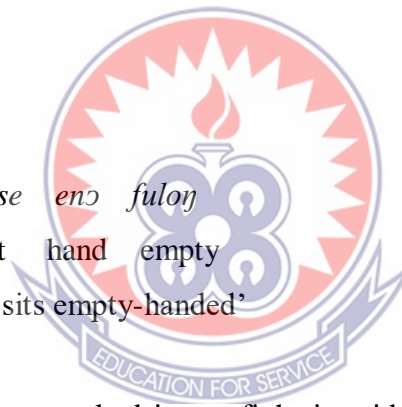 se enɔ fuloŋ
t hand empty
sits empty-handed’
EDUCATION FOR SERVICE